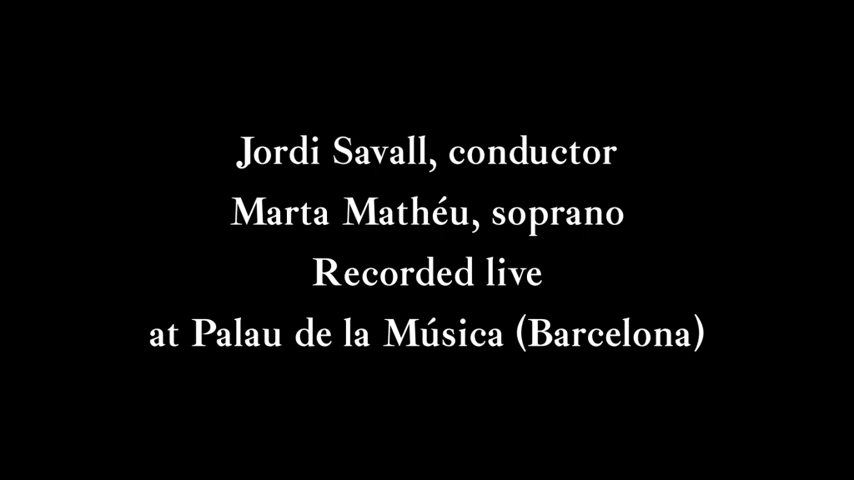 Jordi Savall, conductor
Marta Mathéu, soprano
Recorded live
at Palau de la Música (Barcelona)